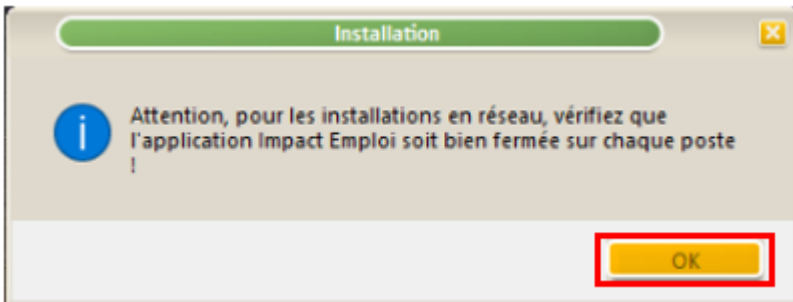 Installation
Attention, pour les installations en réseau, vérifiez que
l'application Impact Emploi soit bien fermée sur chaque poste
!
OK